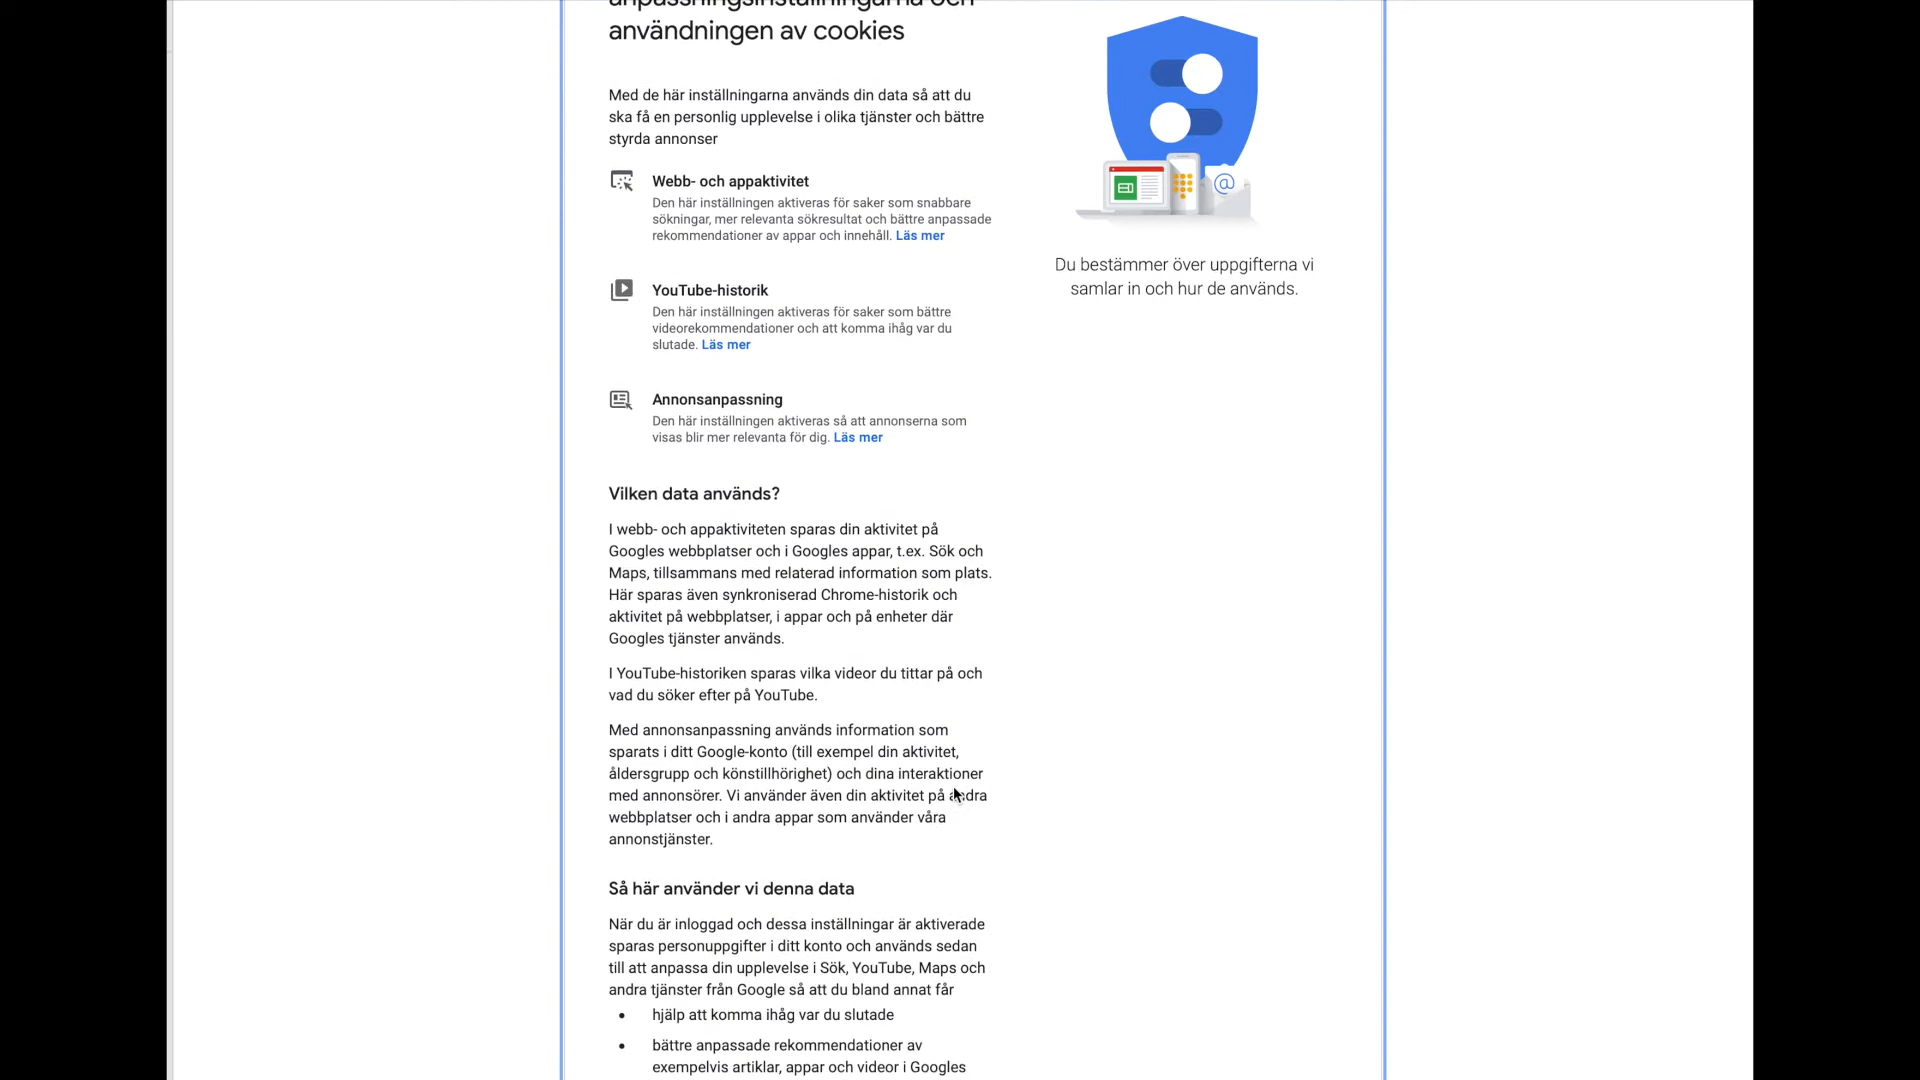 anpassningsinställningarna och
användningen av cookies
Med de här inställningarna används din data så att du
ska få en personlig upplevelse i olika tjänster och bättre
styrda annonser
Webb- och appaktivitet
Den här inställningen aktiveras för saker som snabbare
sökningar, mer relevanta sökresultat och bättre anpassade
rekommendationer av appar och innehåll. Läs mer
YouTube-historik
Den här inställningen aktiveras för saker som bättre
videorekommendationer och att komma ihåg var du
slutade. Läs mer
Annonsanpassning
Den här inställningen aktiveras så att annonserna som
visas blir mer relevanta för dig. Läs mer
Vilken data används?
I webb- och appaktiviteten sparas din aktivitet på
Googles webbplatser och i Googles appar, t.ex. Sök och
Maps, tillsammans med relaterad information som plats.
Här sparas även synkroniserad Chrome-historik och
aktivitet på webbplatser, i appar och på enheter där
Googles tjänster används.
I YouTube-historiken sparas vilka videor du tittar på och
vad du söker efter på YouTube.
Med annonsanpassning används information som
sparats i ditt Google-konto (till exempel din aktivitet,
åldersgrupp och könstillhörighet) och dina interaktioner
med annonsörer. Vi använder även din aktivitet på andra
webbplatser och i andra appar som använder våra
annonstjänster.
Så här använder vi denna data
När du är inloggad och dessa inställningar är aktiverade
sparas personuppgifter i ditt konto och används sedan
till att anpassa din upplevelse i Sök, YouTube, Maps och
andra tjänster från Google så att du bland annat får
• hjälp att komma ihåg var du slutade
• bättre anpassade rekommendationer av
exempelvis artiklar, appar och videor i Googles
@
Du bestämmer över uppgifterna vi
samlar in och hur de används.